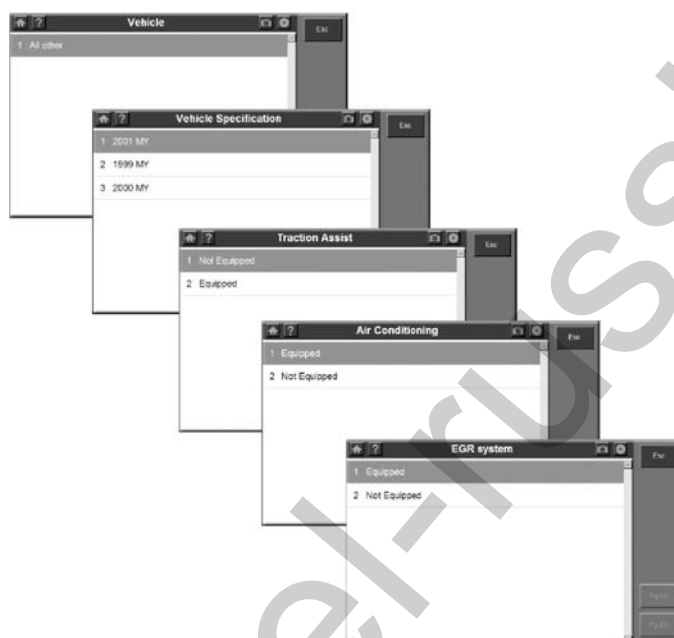 Vehicle
Esc
1 All other
Vehicle Specification
Esc
1 2001 MY
2 1999 MY
3 2000 MY
Traction Assist
Esc
1 Not Equipped
2 Equipped
Air Conditioning
Esc
1 Equipped
2 Not Equipped
EGR system
Esc
1 Equipped
2 Not Equipped
el-rus